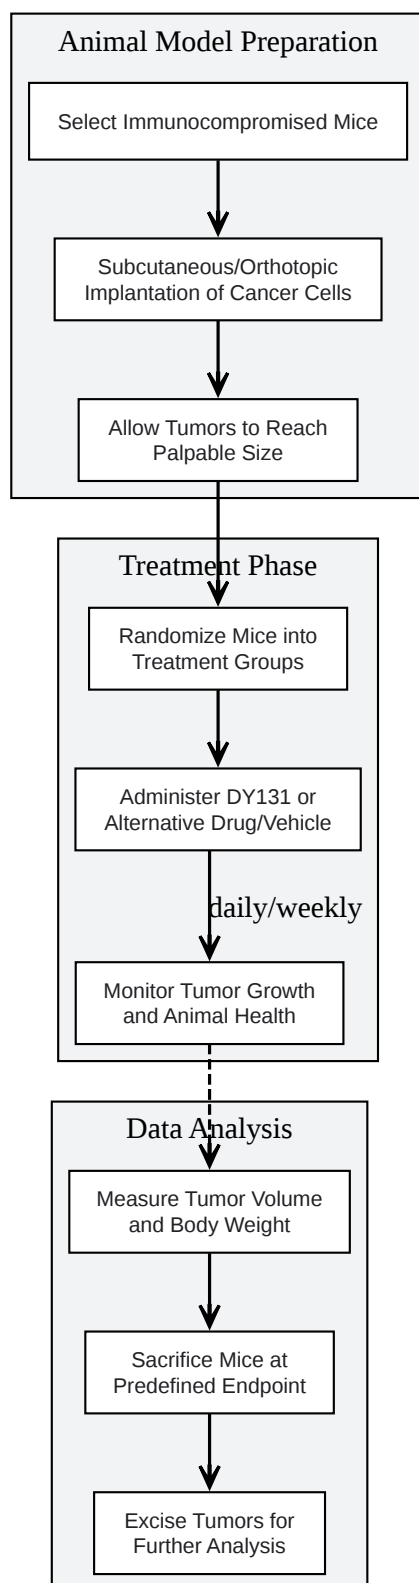 Animal Model Preparation
Select Immunocompromised Mice
Subcutaneous/Orthotopic
Implantation of Cancer Cells
Allow Tumors to Reach
Palpable Size
Treatment Phase
Randomize Mice into
Treatment Groups
Administer DY131 or
Alternative Drug/Vehicle
daily/weekly
Monitor Tumor Growth
and Animal Health
Data Analysis
Measure Tumor Volume
and Body Weight
Sacrifice Mice at
Predefined Endpoint
Excise Tumors for
Further Analysis